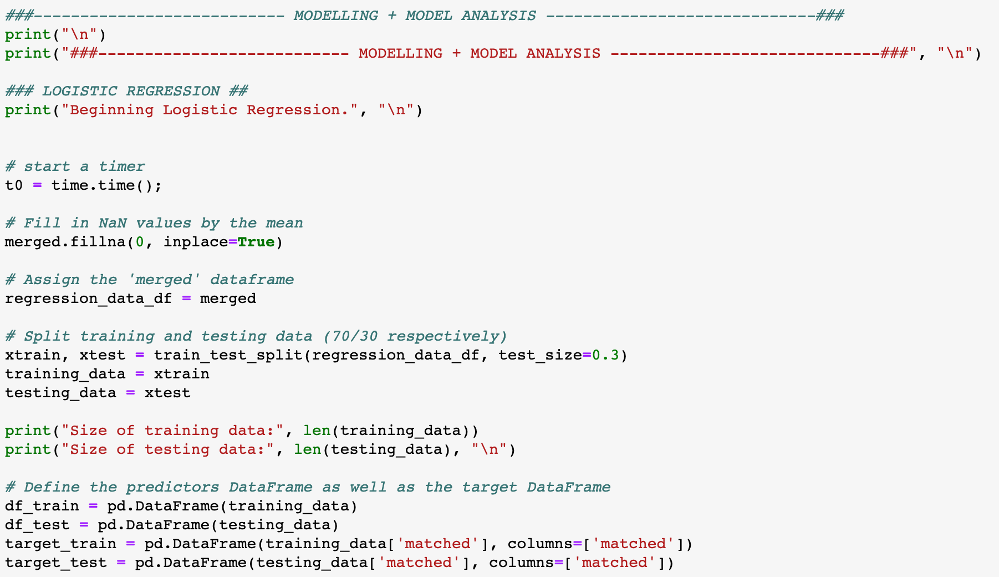 ###--------------------------- MODELLING + MODEL ANALYSIS -----------------------------###
print("\n")
print("###--------------------------- MODELLING + MODEL ANALYSIS -----------------------------###", "\n")
### LOGISTIC REGRESSION ##
print("Beginning Logistic Regression.", "\n")
# start a timer
t0 = time.time();
# Fill in NaN values by the mean
merged.fillna(0, inplace=True)
# Assign the 'merged' dataframe
regression_data_df = merged
# Split training and testing data (70/30 respectively)
xtrain, xtest = train_test_split(regression_data_df, test_size=0.3)
training_data = xtrain
testing_data = xtest
print("Size of training data:", len(training_data))
print("Size of testing data:", len(testing_data), "\n")
# Define the predictors DataFrame as well as the target DataFrame
df_train = pd.DataFrame(training_data)
df_test = pd.DataFrame(testing_data)
target_train = pd.DataFrame(training_data['matched'], columns=['matched'])
target_test = pd.DataFrame(testing_data['matched'], columns=['matched'])